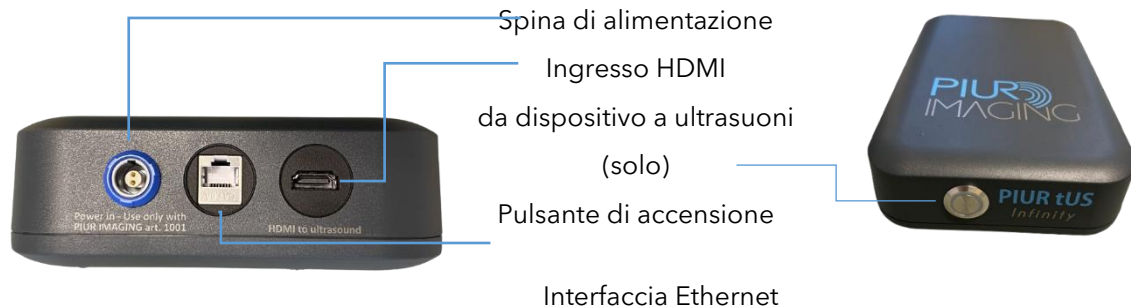 Spina di alimentazione
Ingresso HDMI
da dispositivo a ultrasuoni
(solo)
Pulsante di accensione
Interfaccia Ethernet
Power in - Use only with
PIUR IMAGING art. 1001
HDMI to ultrasound
PIUR
IMAGING
PIUR tUS
Infinity